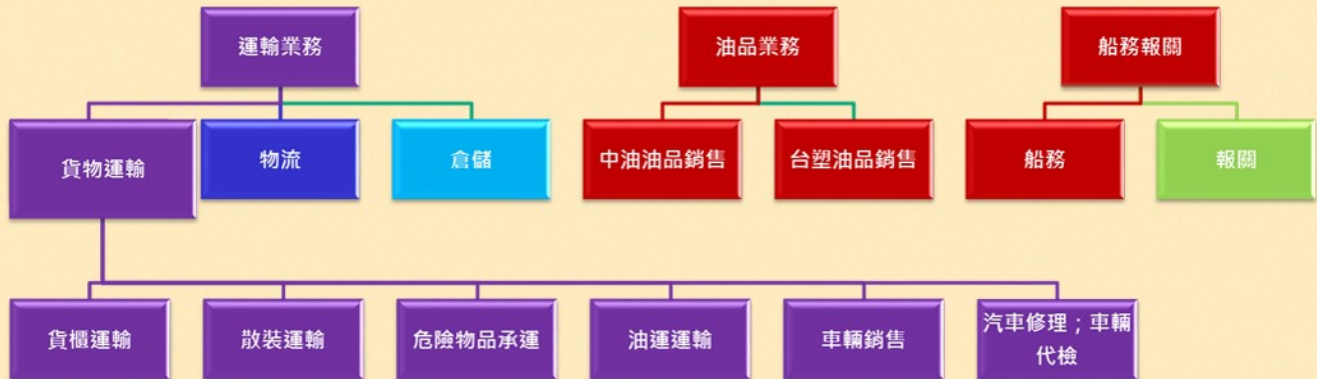 運輸業務
油品業務
船務報關
貨物運輸
物流
倉儲
中油油品銷售
台塑油品銷售
船務
報關
貨櫃運輸
散裝運輸
危險物品承運
油運運輸
車輛銷售
汽車修理；車輛
代檢